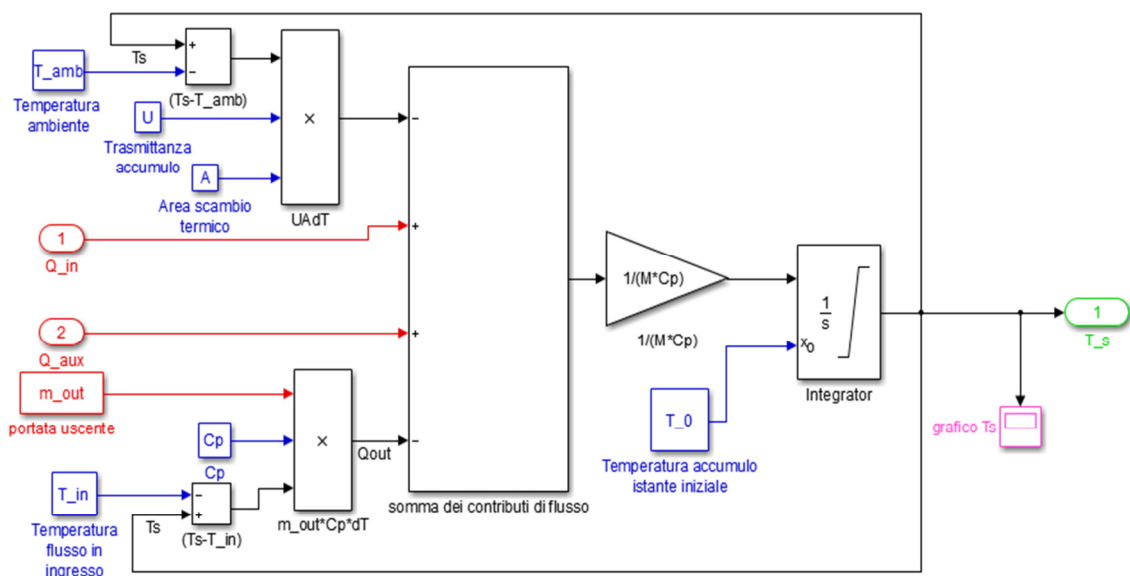 +
Ts
−
T_amb
(Ts-T_amb)
Temperatura
ambiente
U
×
−
Trasmittanza
accumulo
A
Area scambio
termico
UAdT
1
Q_in
+
1/(M*Cp)
1/(M*Cp)
1
s
x0
Integrator
1
T_s
2
Q_aux
+
m_out
portata uscente
Cp
Cp
×
Qout
−
T_0
Temperatura accumulo
istante iniziale
grafico Ts
T_in
−
+
Ts
(Ts-T_in)
Temperatura
flusso in
ingresso
m_out*Cp*dT
somma dei contributi di flusso